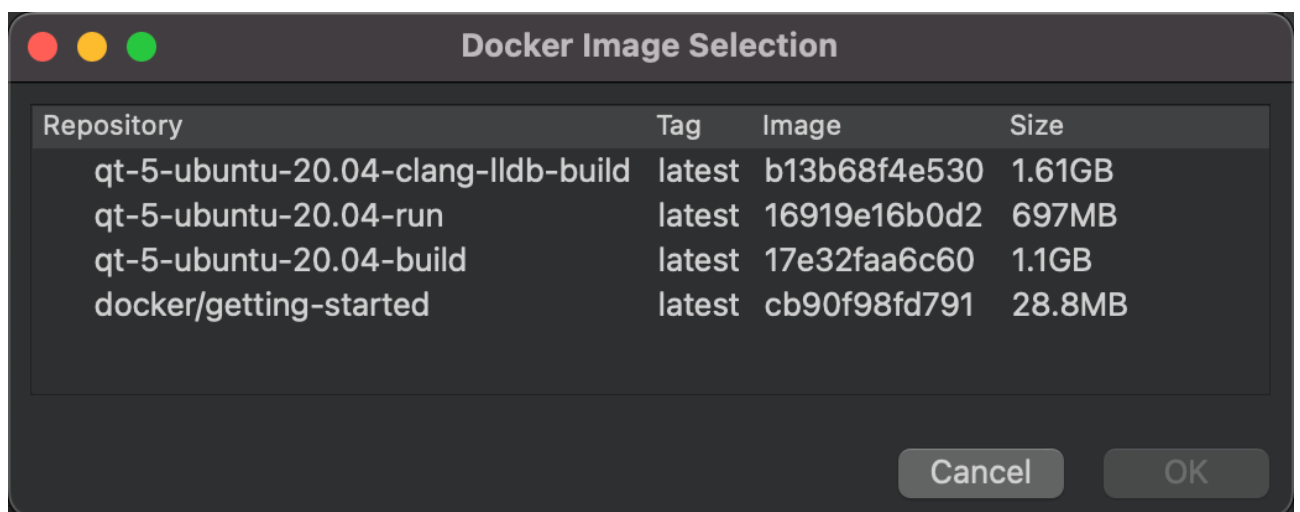 Docker Image Selection
Repository Tag Image Size
qt-5-ubuntu-20.04-clang-lldb-build latest b13b68f4e530 1.61GB
qt-5-ubuntu-20.04-run latest 16919e16b0d2 697MB
qt-5-ubuntu-20.04-build latest 17e32faa6c60 1.1GB
docker/getting-started latest cb90f98fd791 28.8MB
Cancel OK